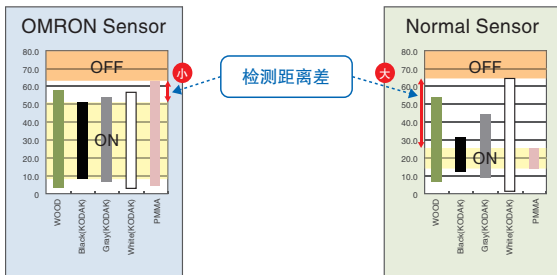 OMRON Sensor
80.0
70.0
60.0
50.0
40.0
30.0
20.0
10.0
0
OFF
ON
小
WOOD
Black(KODAK)
Gray(KODAK)
White(KODAK)
PMMA
检测距离差
Normal Sensor
80.0
70.0
60.0
50.0
40.0
30.0
20.0
10.0
0
OFF
ON
大
WOOD
Black(KODAK)
Gray(KODAK)
White(KODAK)
PMMA